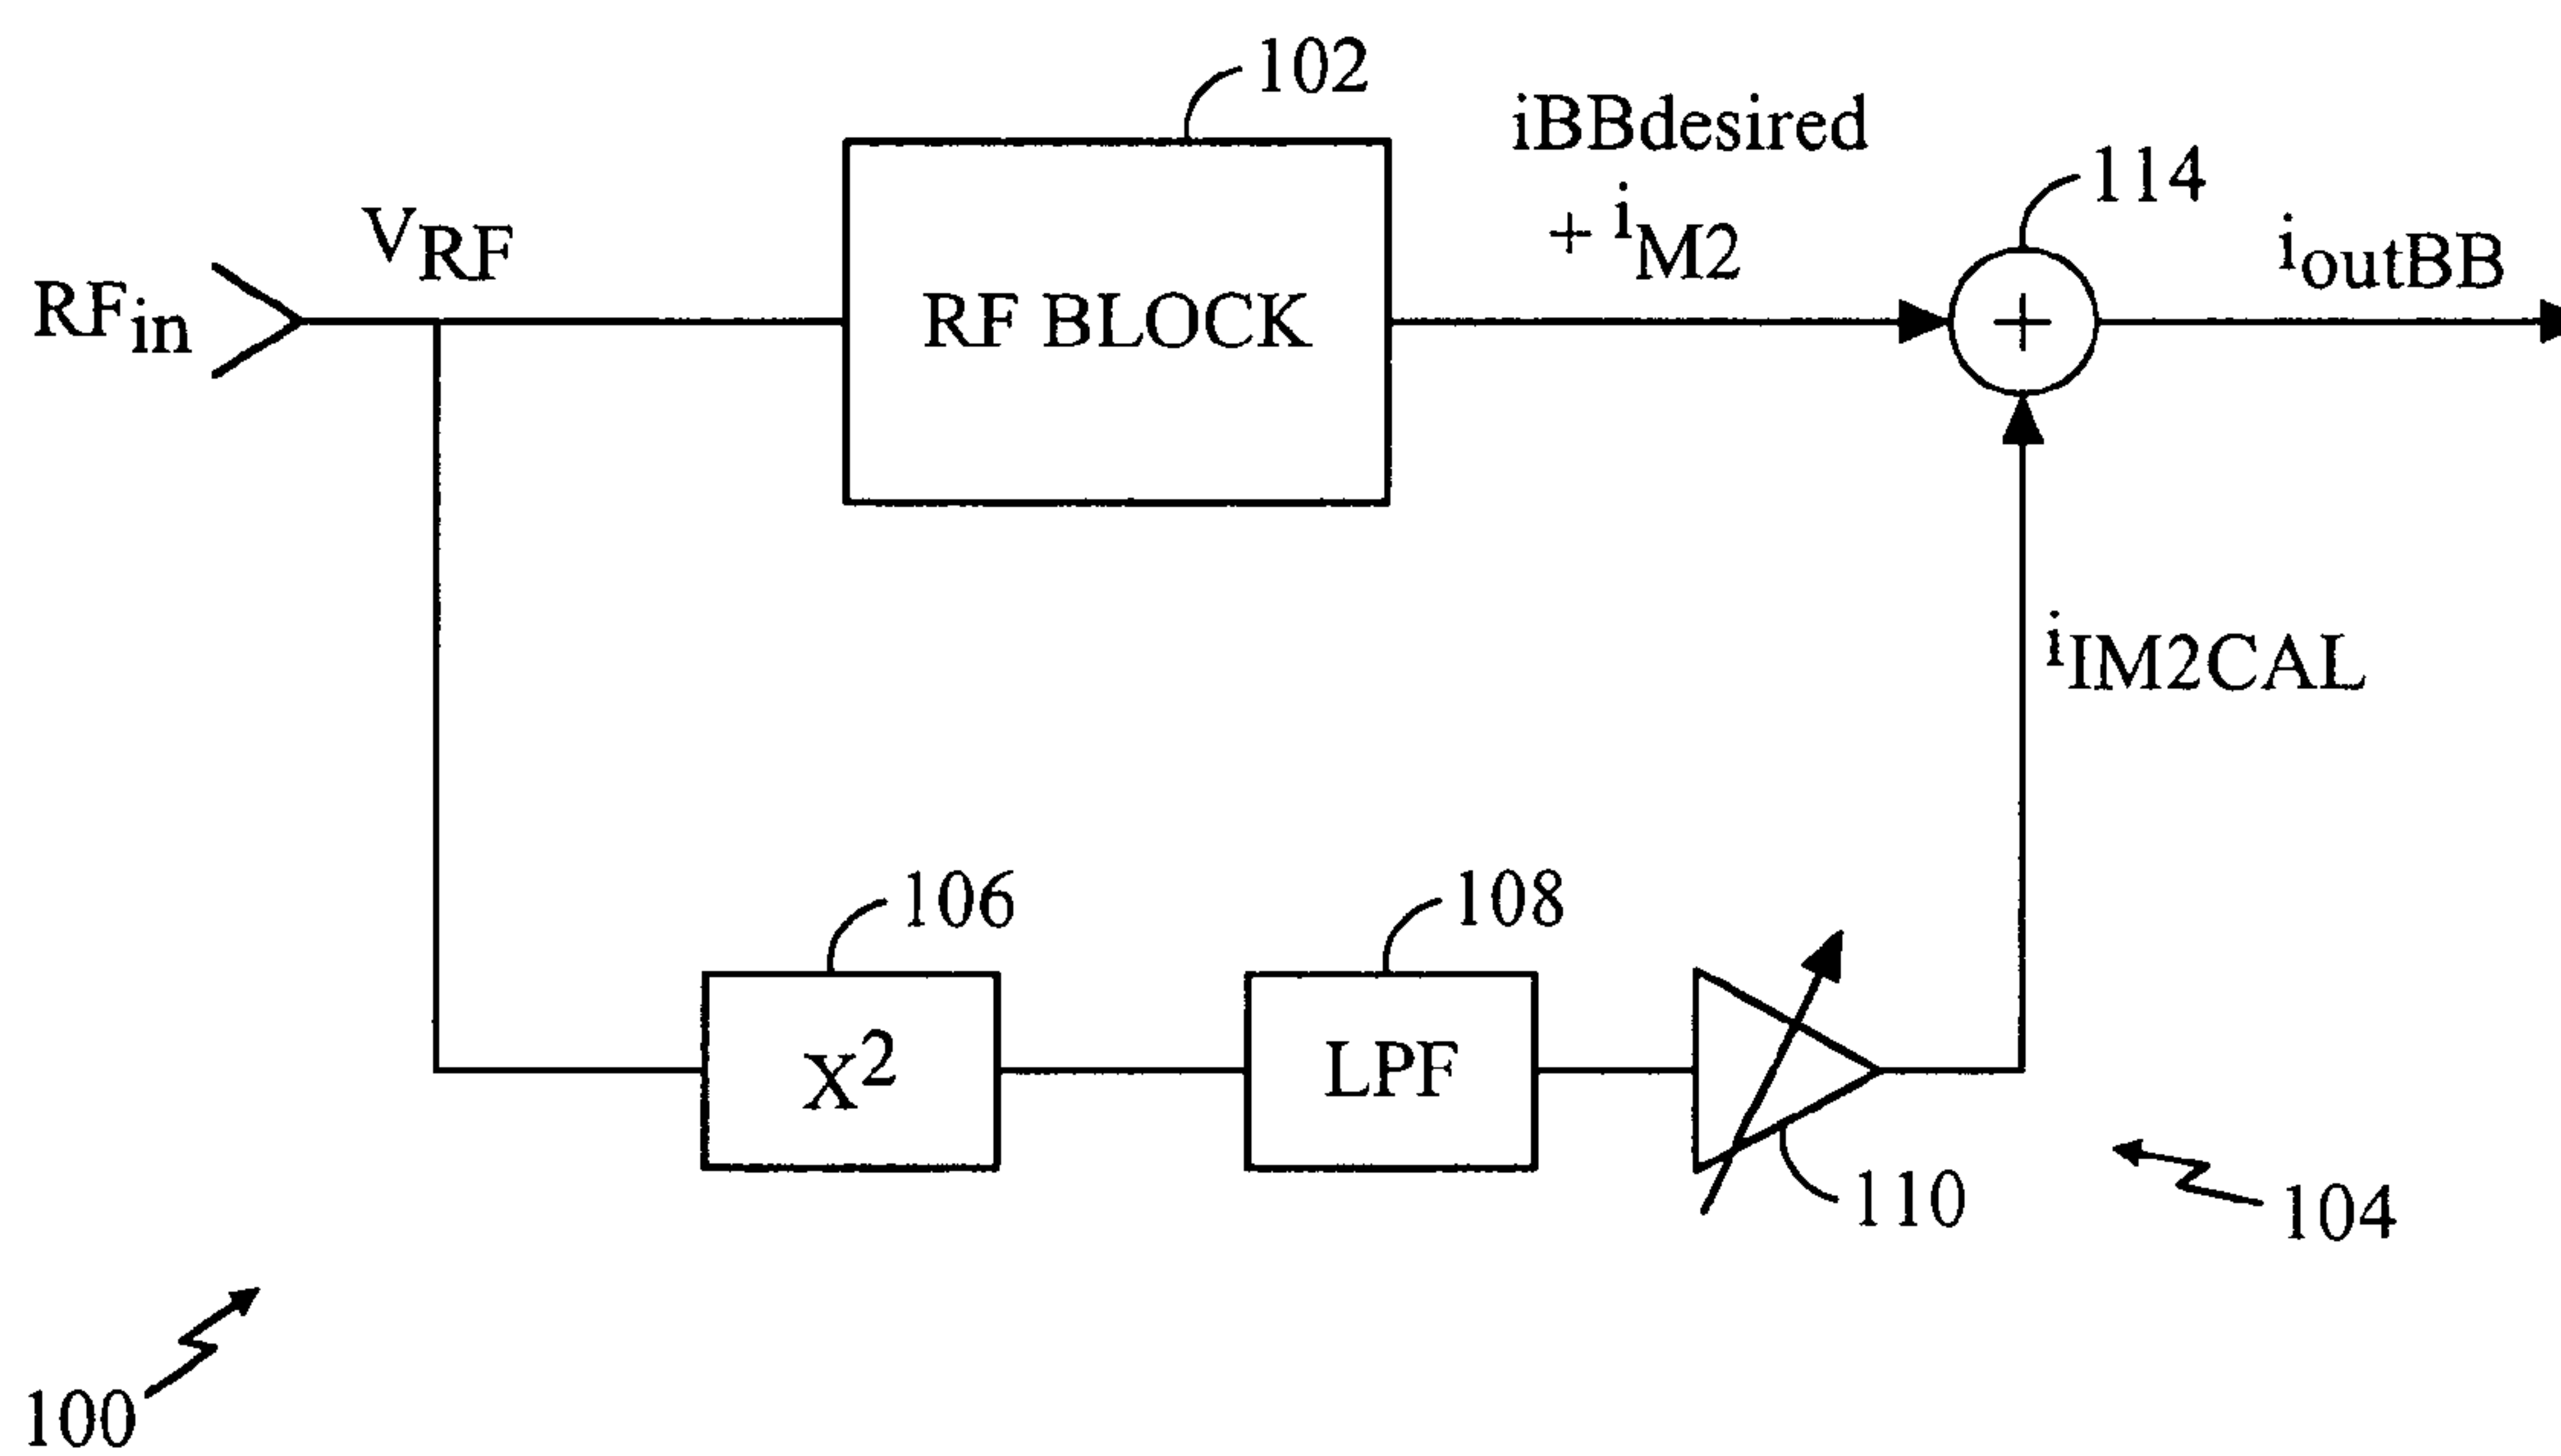 102
iBBdesired
+ iM2
114
VRF
RFin
RF BLOCK
+
ioutBB
iIM2CAL
106
108
X²
LPF
110
104
100